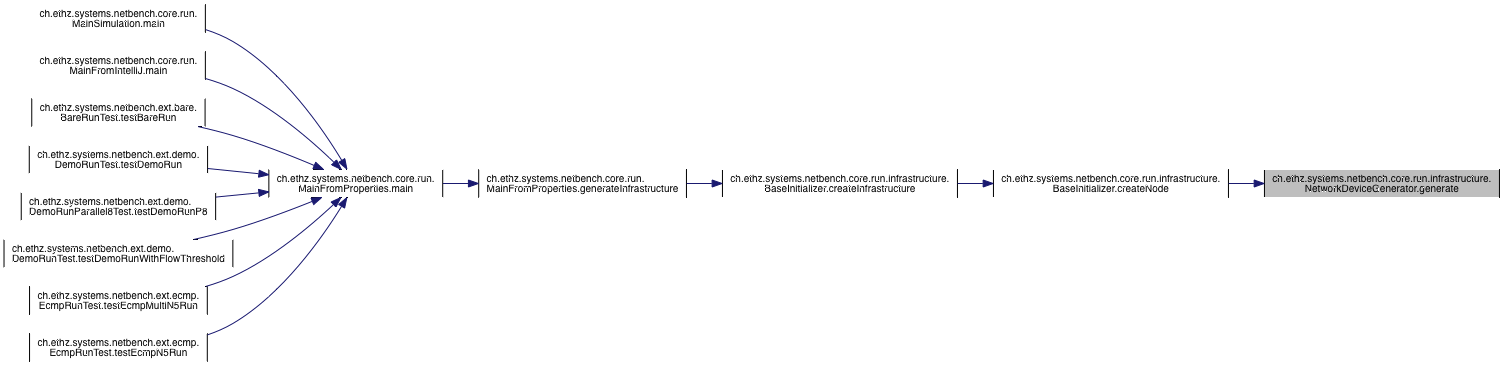 ch.ethz.systems.netbench.core.run.
MainSimulation.main
ch.ethz.systems.netbench.core.run.
MainFromIntelliJ.main
ch.ethz.systems.netbench.ext.bare.
BareRunTest.testBareRun
ch.ethz.systems.netbench.ext.demo.
DemoRunTest.testDemoRun
ch.ethz.systems.netbench.ext.demo.
DemoRunParallel8Test.testDemoRunP8
ch.ethz.systems.netbench.ext.demo.
DemoRunTest.testDemoRunWithFlowThreshold
ch.ethz.systems.netbench.ext.ecmp.
EcmpRunTest.testEcmpMultiN5Run
ch.ethz.systems.netbench.ext.ecmp.
EcmpRunTest.testEcmpN5Run
ch.ethz.systems.netbench.core.run.
MainFromProperties.main
ch.ethz.systems.netbench.core.run.
MainFromProperties.generateInfrastructure
ch.ethz.systems.netbench.core.run.infrastructure.
BaseInitializer.createInfrastructure
ch.ethz.systems.netbench.core.run.infrastructure.
BaseInitializer.createNode
ch.ethz.systems.netbench.core.run.infrastructure.
NetworkDeviceGenerator.generate